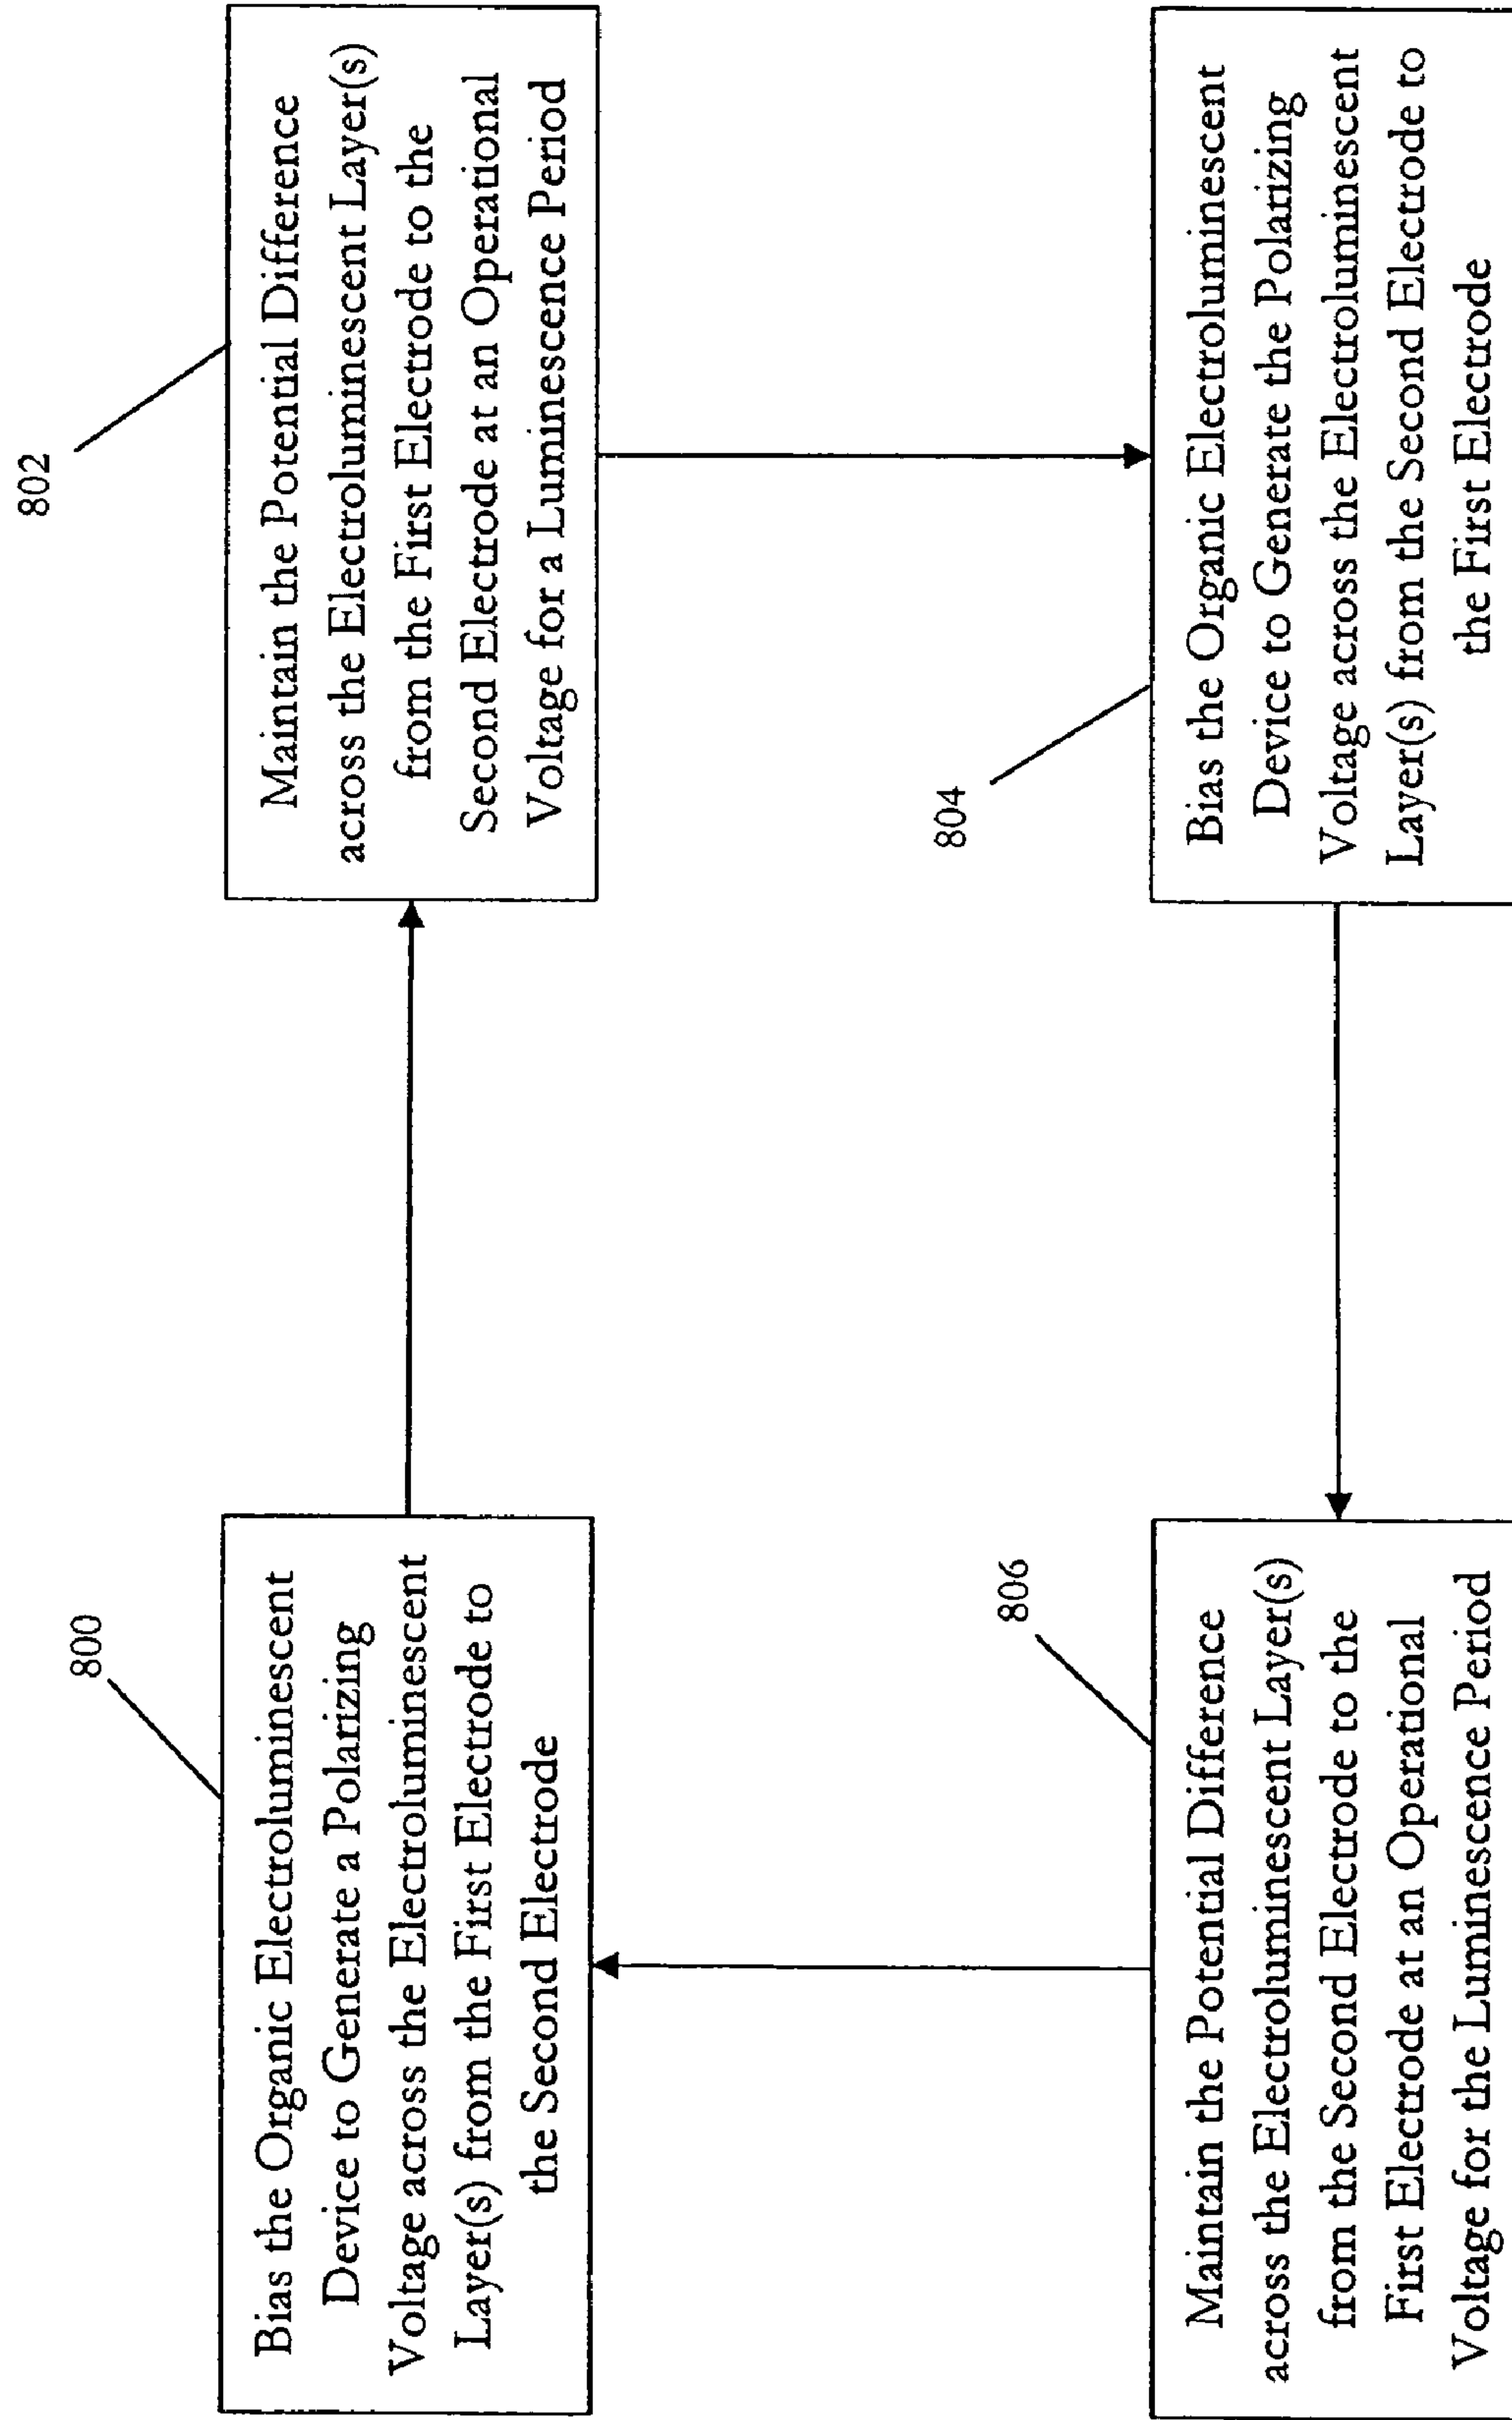 800
Bias the Organic Electroluminescent
Device to Generate a Polarizing
Voltage across the Electroluminescent
Layer(s) from the First Electrode to
the Second Electrode
802
Maintain the Potential Difference
across the Electroluminescent Layer(s)
from the First Electrode to the
Second Electrode at an Operational
Voltage for a Luminescence Period
804
Bias the Organic Electroluminescent
Device to Generate the Polarizing
Voltage across the Electroluminescent
Layer(s) from the Second Electrode to
the First Electrode
806
Maintain the Potential Difference
across the Electroluminescent Layer(s)
from the Second Electrode to the
First Electrode at an Operational
Voltage for the Luminescence Period